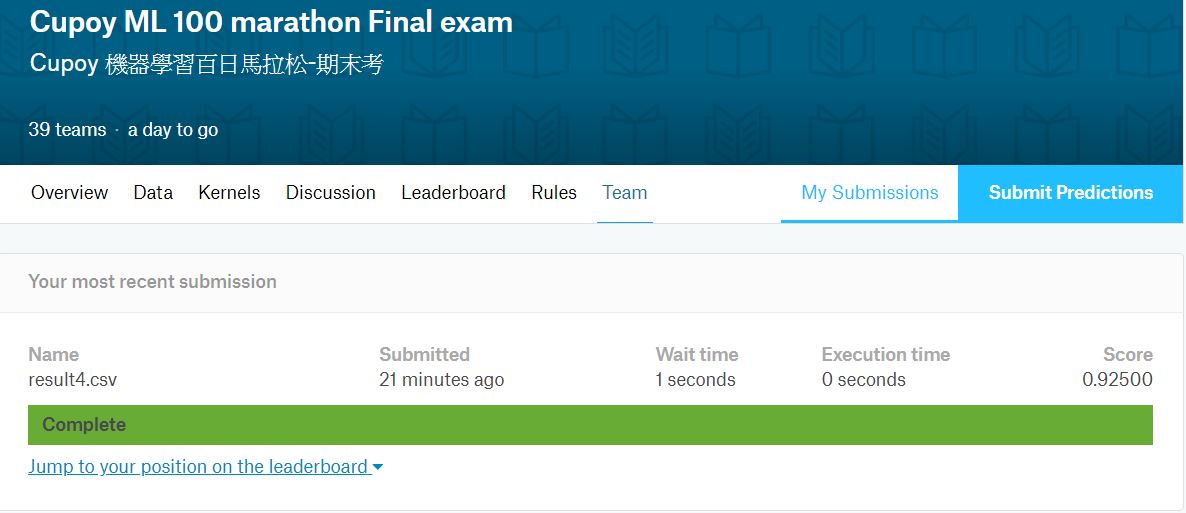 Cupoy ML 100 marathon Final exam
Cupoy 機器學習百日馬拉松-期末考
39 teams · a day to go
Overview Data Kernels Discussion Leaderboard Rules Team My Submissions Submit Predictions
Your most recent submission
Name Submitted Wait time Execution time Score
result4.csv 21 minutes ago 1 seconds 0 seconds 0.92500
Complete
Jump to your position on the leaderboard